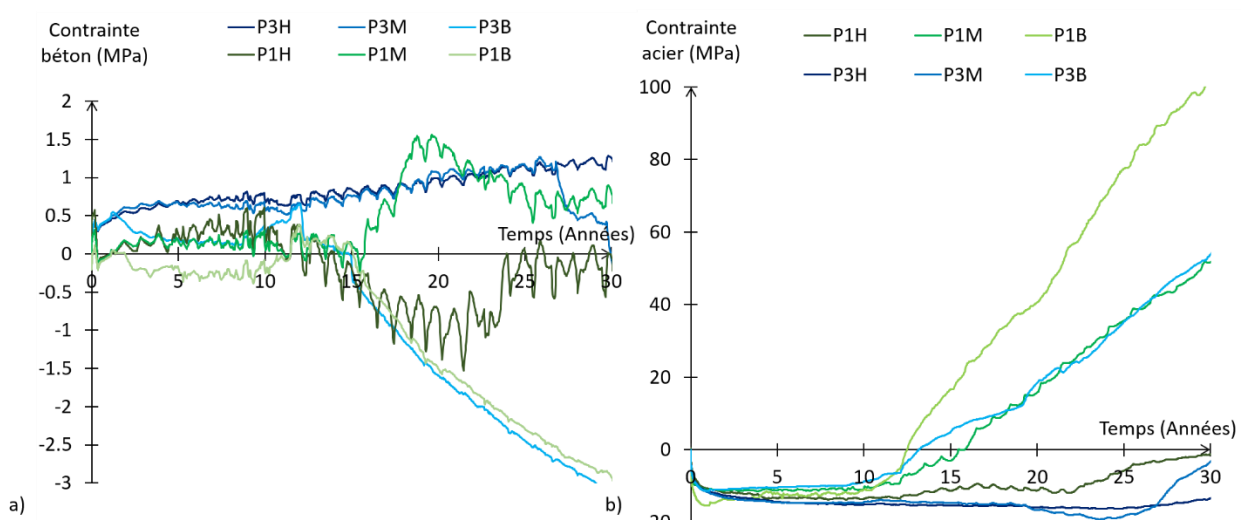 Contrainte
béton (MPa)
P3H P3M P3B
P1H P1M P1B
2
1.5
1
0.5
0
-0.5
-1
-1.5
-2
-2.5
-3
Temps (Années)
0 5 10 15 20 25 30
a)
Contrainte
acier (MPa)
P1H P1M P1B
P3H P3M P3B
100
80
60
40
20
0
-20
Temps (Années)
0 5 10 15 20 25 30
b)